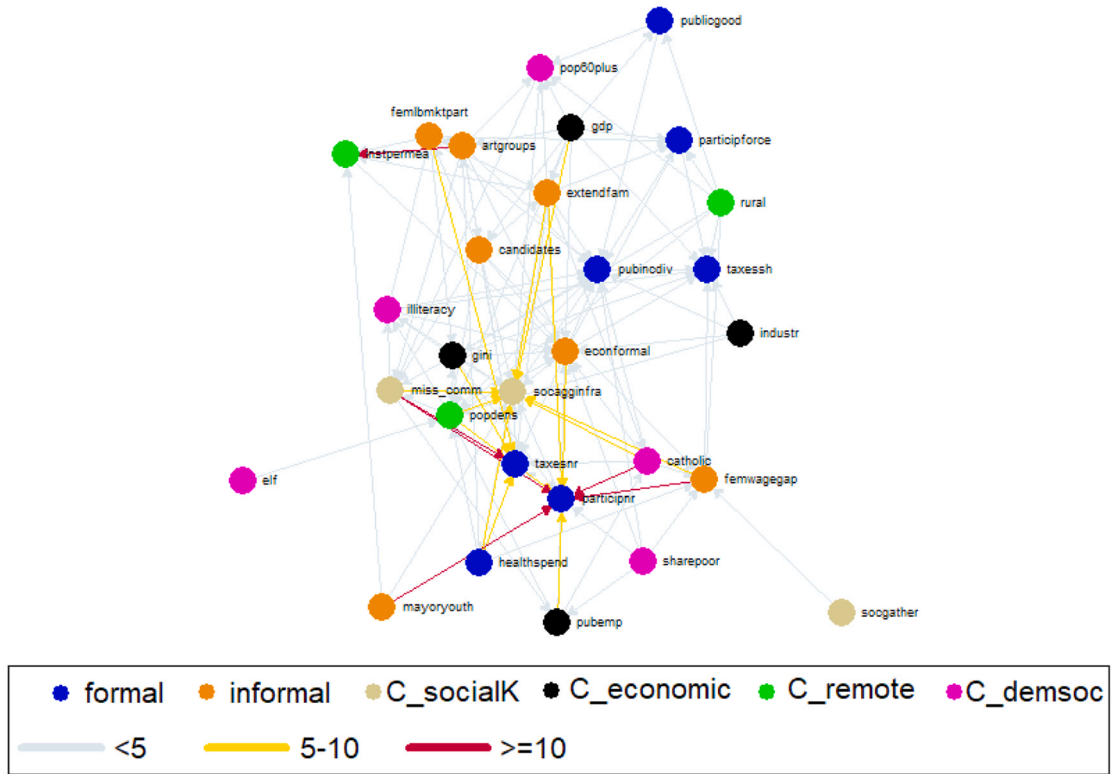 publicgood
pop60plus
femlbmktpart
gdp
artgroups
participforce
instpermea
extendfam
rural
candidates
pubincdiv
taxessh
illiteracy
industr
gini
econformal
miss_comm
socagginfra
popdens
taxesnr
catholic
elf
femwagegap
participnr
healthspend
sharepoor
mayoryouth
socgather
pubemp
formal informal C_socialK C_economic C_remote C_demsoc
<5 5-10 >=10